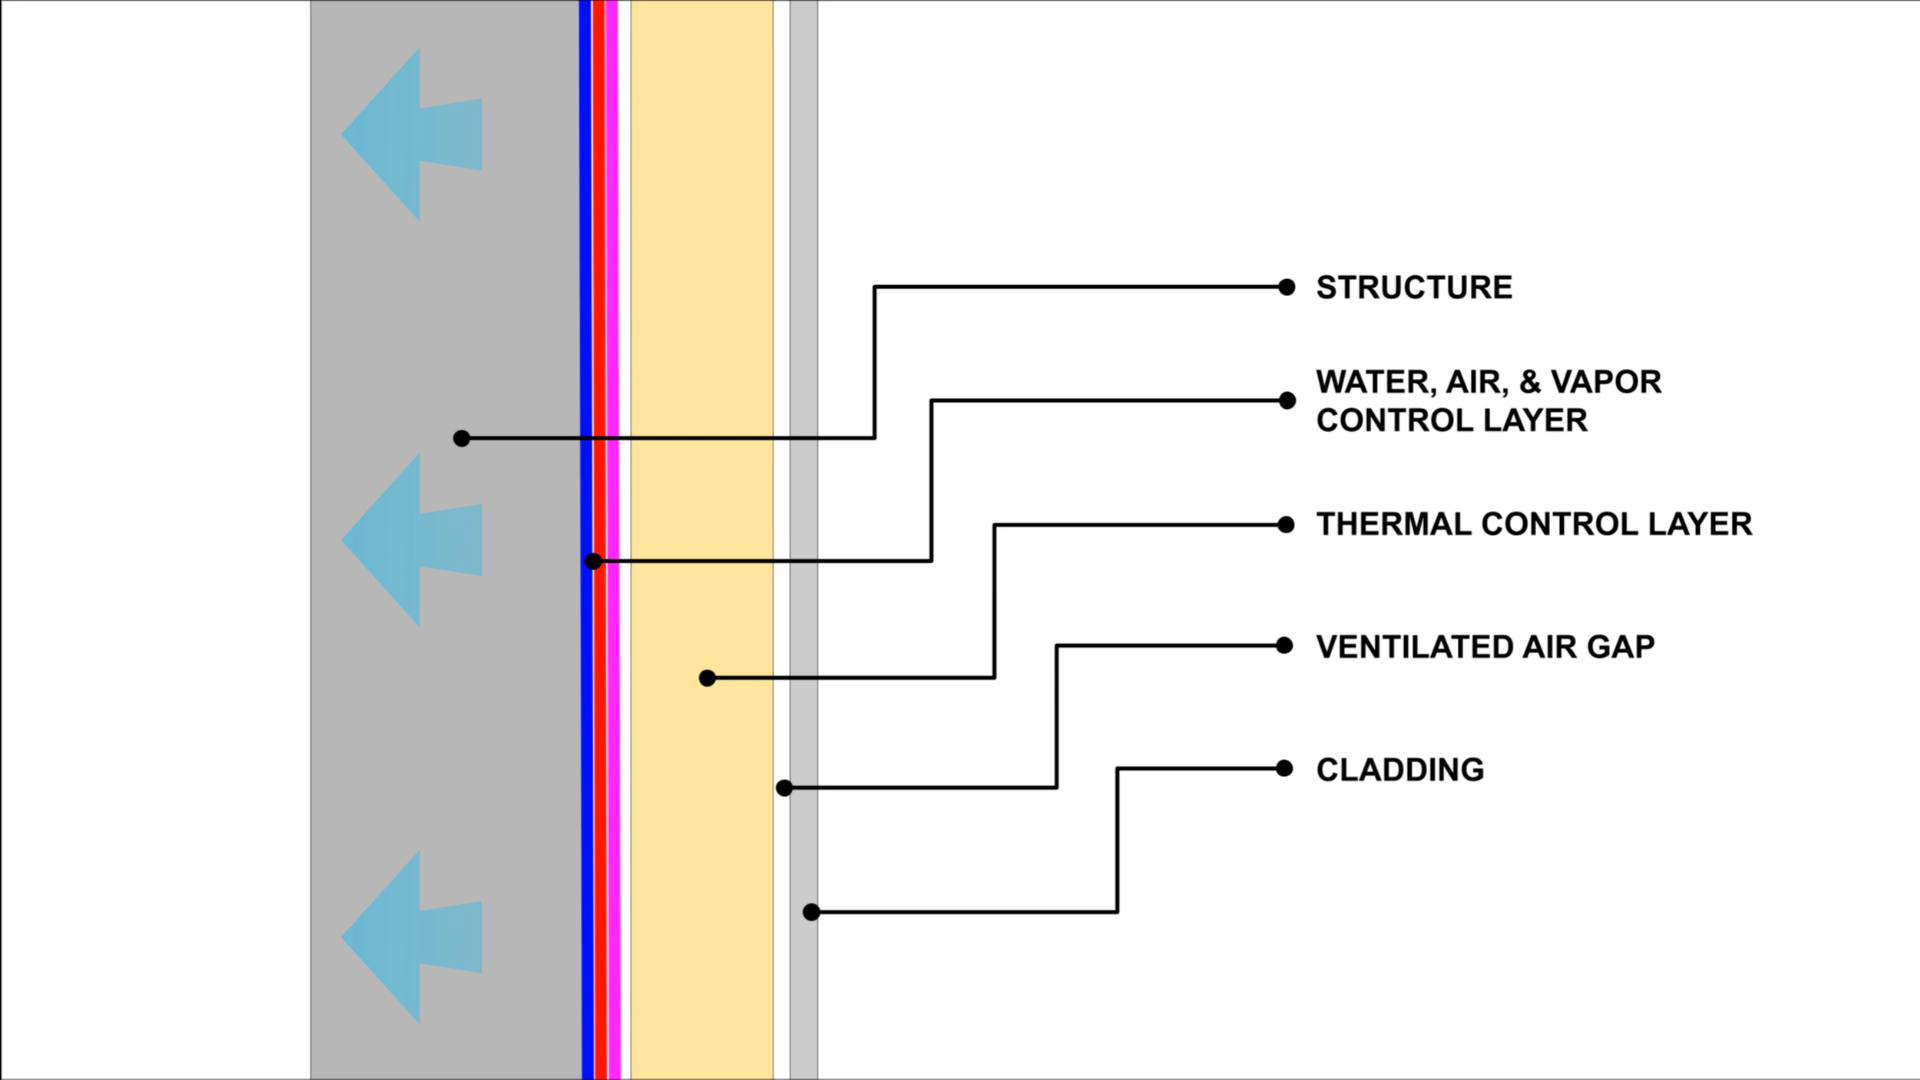 STRUCTURE
WATER, AIR, & VAPOR
CONTROL LAYER
THERMAL CONTROL LAYER
VENTILATED AIR GAP
CLADDING